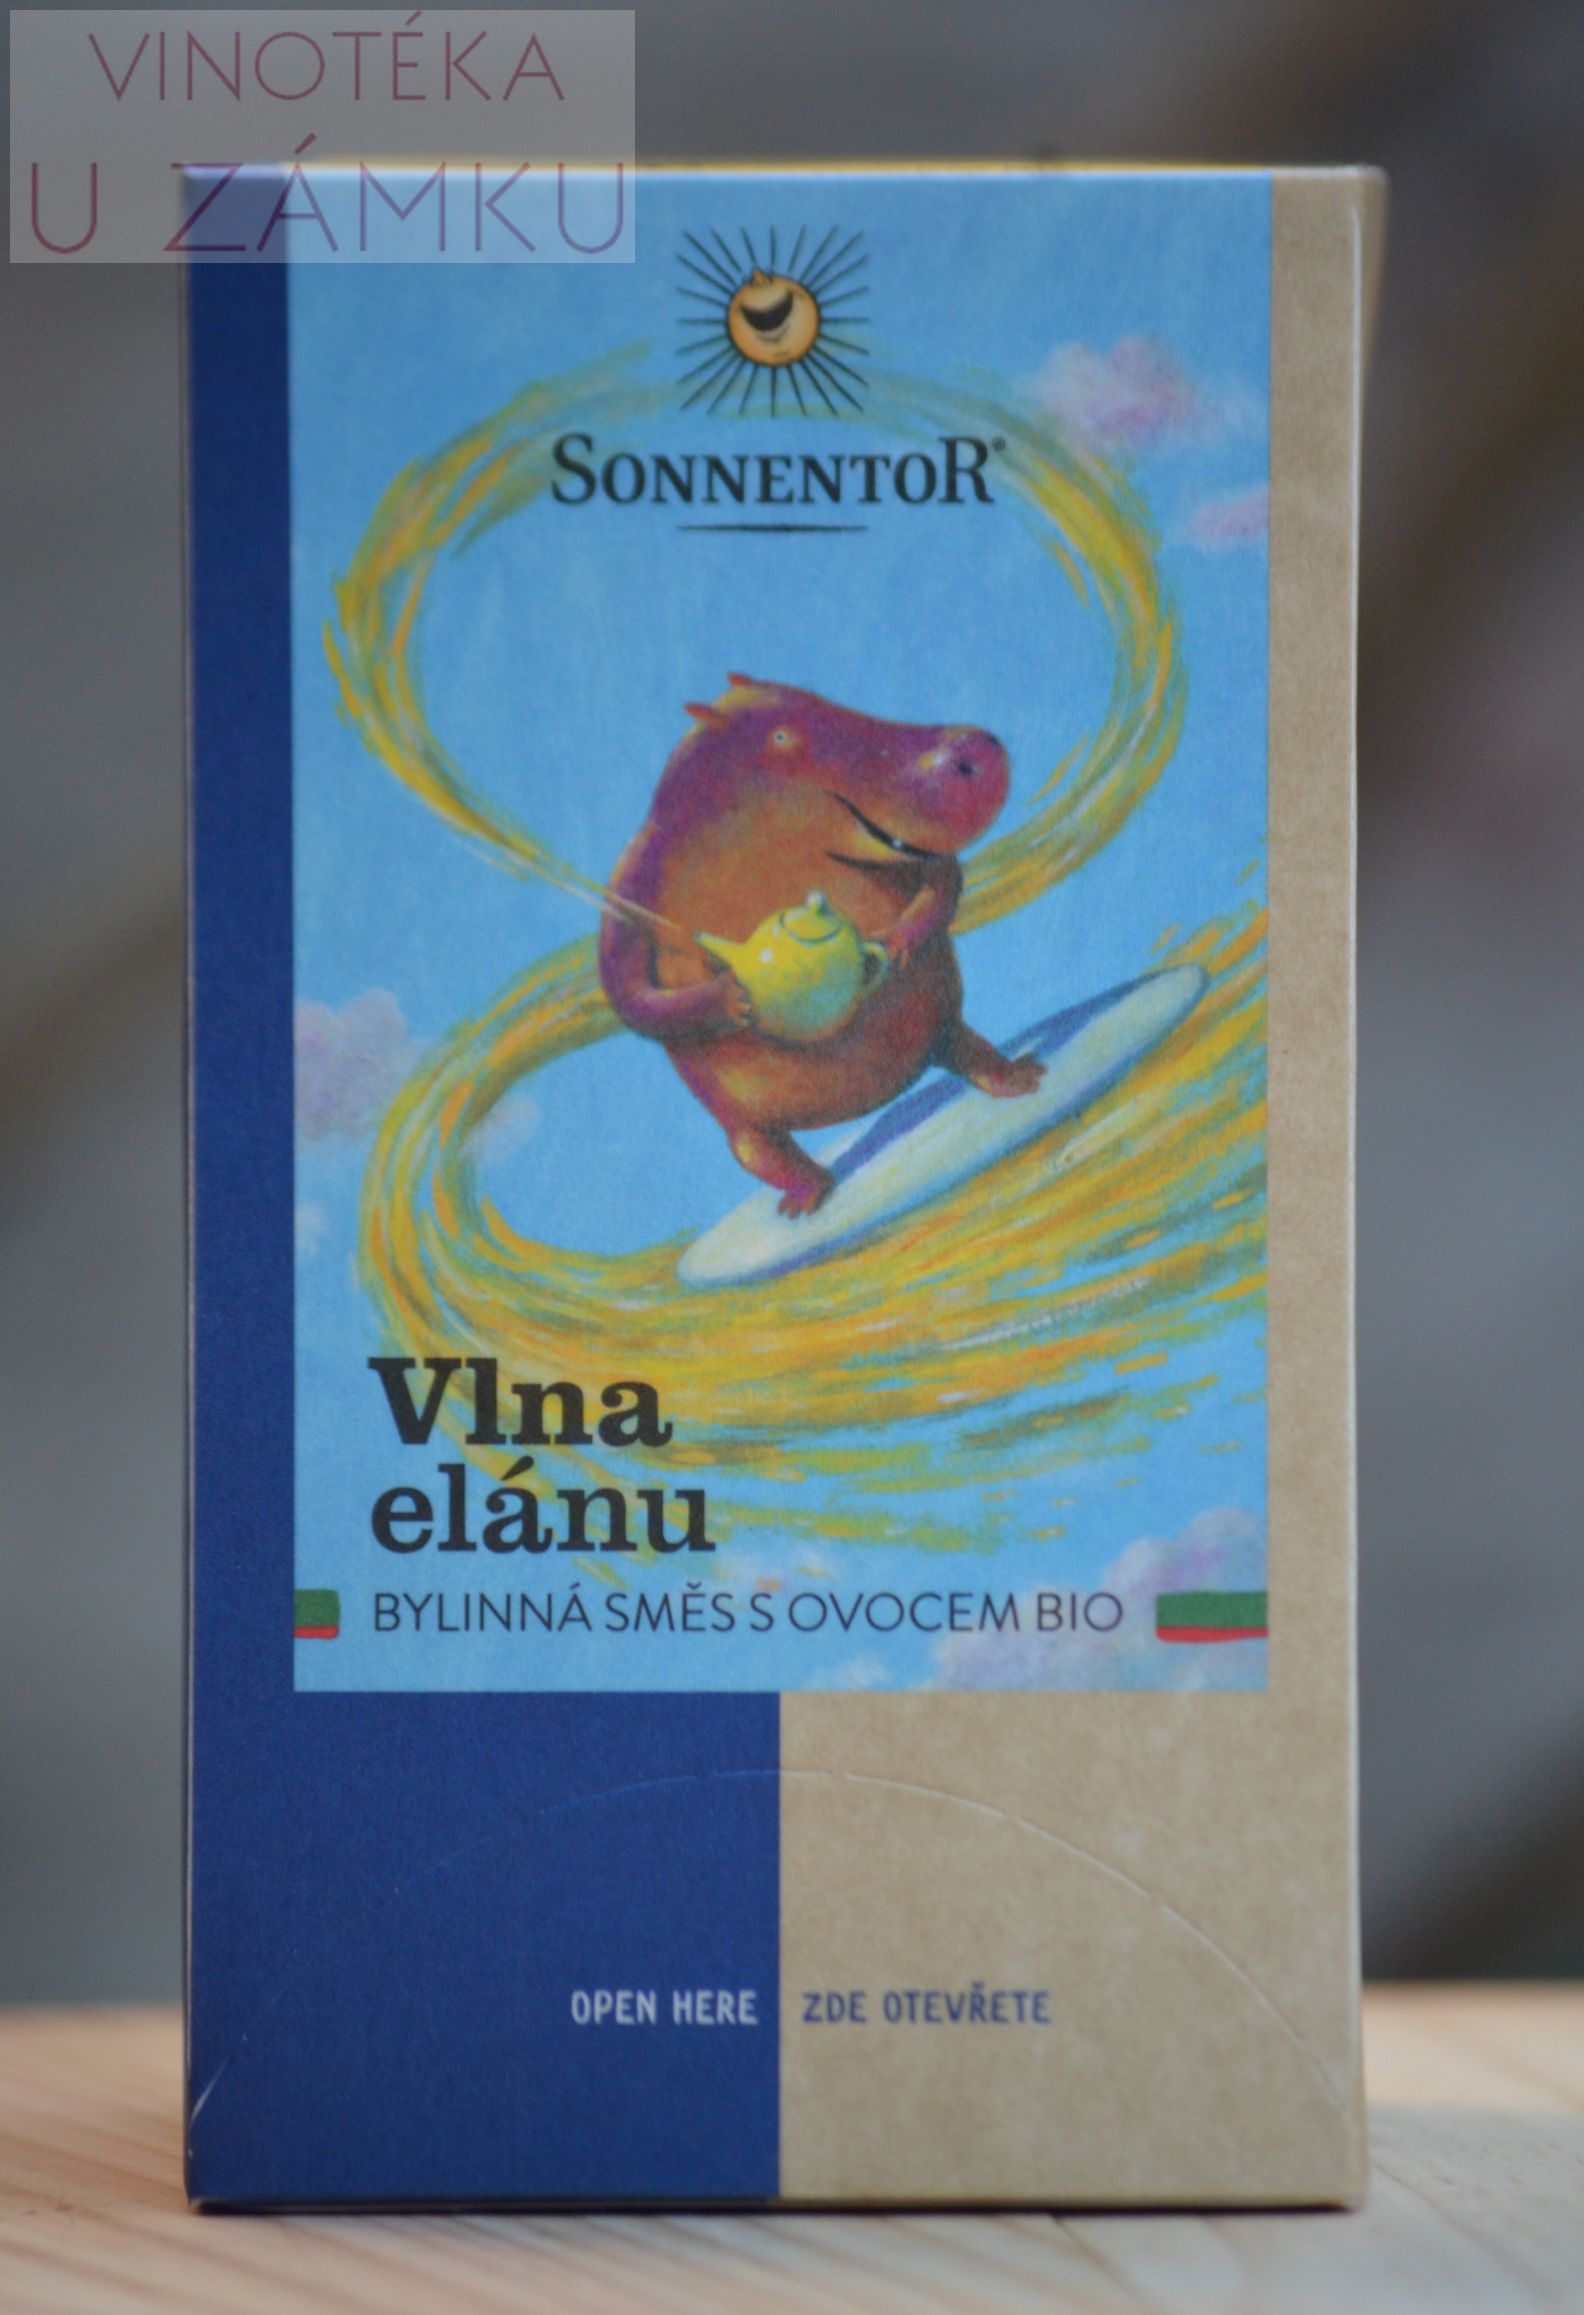 VINOTÉKA
U ZÁMKU
SONNENTOR®
Vlna
elánu
BYLINNÁ SMĚS S OVOCEM BIO
OPEN HERE ZDE OTEVŘETE